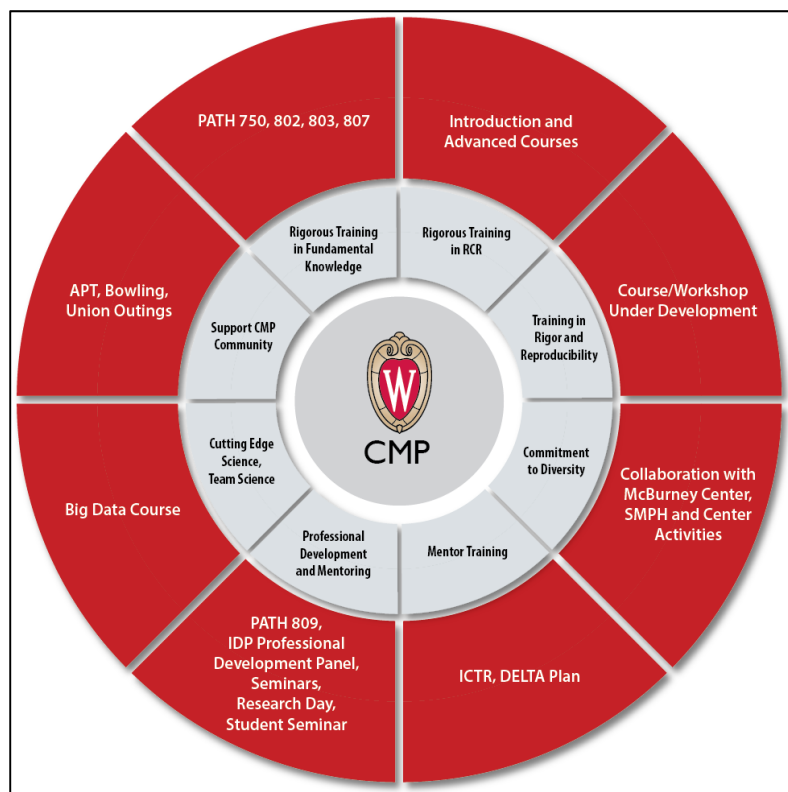 PATH 750, 802, 803, 807
Introduction and
Advanced Courses
Rigorous Training
in Fundamental
Knowledge
Rigorous Training
in RCR
APT, Bowling,
Union Outings
Support CMP
Community
Training in
Rigor and
Reproducibility
Course/Workshop
Under Development
W
CMP
Big Data Course
Cutting Edge
Science,
Team Science
Commitment
to Diversity
Collaboration with
McBurney Center,
SMPH and Center
Activities
Professional
Development
and Mentoring
Mentor Training
PATH 809,
IDP Professional
Development Panel,
Seminars,
Research Day,
Student Seminar
ICTR, DELTA Plan